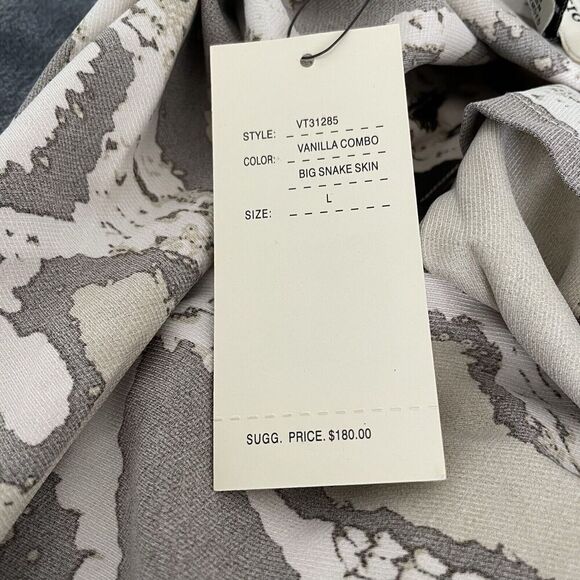 STYLE: VT31285
COLOR: VANILLA COMBO
BIG SNAKE SKIN
SIZE: L
SUGG. PRICE. $180.00